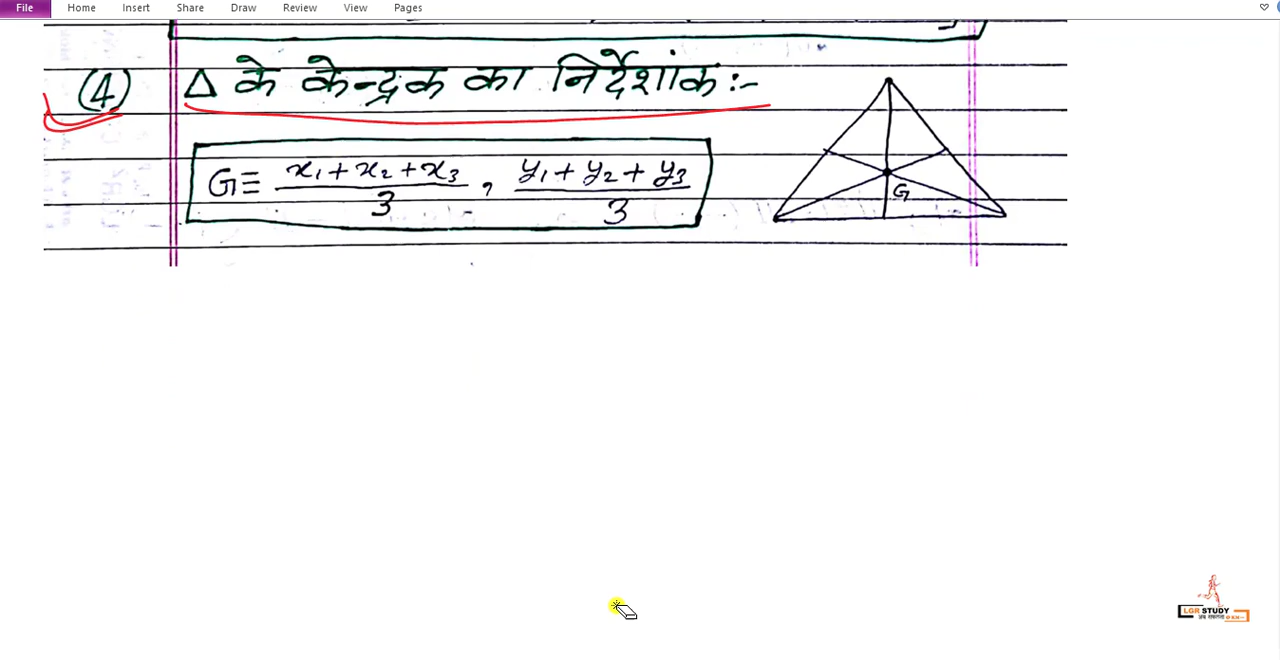 File Home Insert Share Draw Review View Pages
(4) Δ के केन्द्रक का निर्देशांक:-
G ≡ x₁ + x₂ + x₃ / 3 , y₁ + y₂ + y₃ / 3
G
LGR STUDY